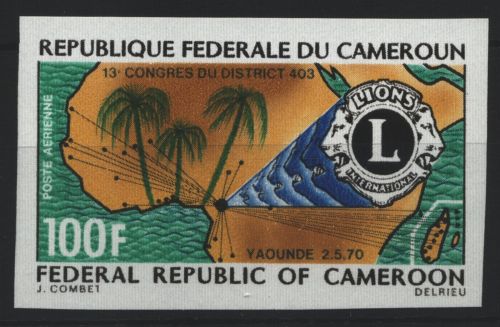 REPUBLIQUE FEDERALE DU CAMEROUN
13e CONGRES DU DISTRICT 403
POSTE AERIENNE
LIONS
L
INTERNATIONAL
100F
YAOUNDE 2.5.70
FEDERAL REPUBLIC OF CAMEROON
J. COMBET
DELRIEU